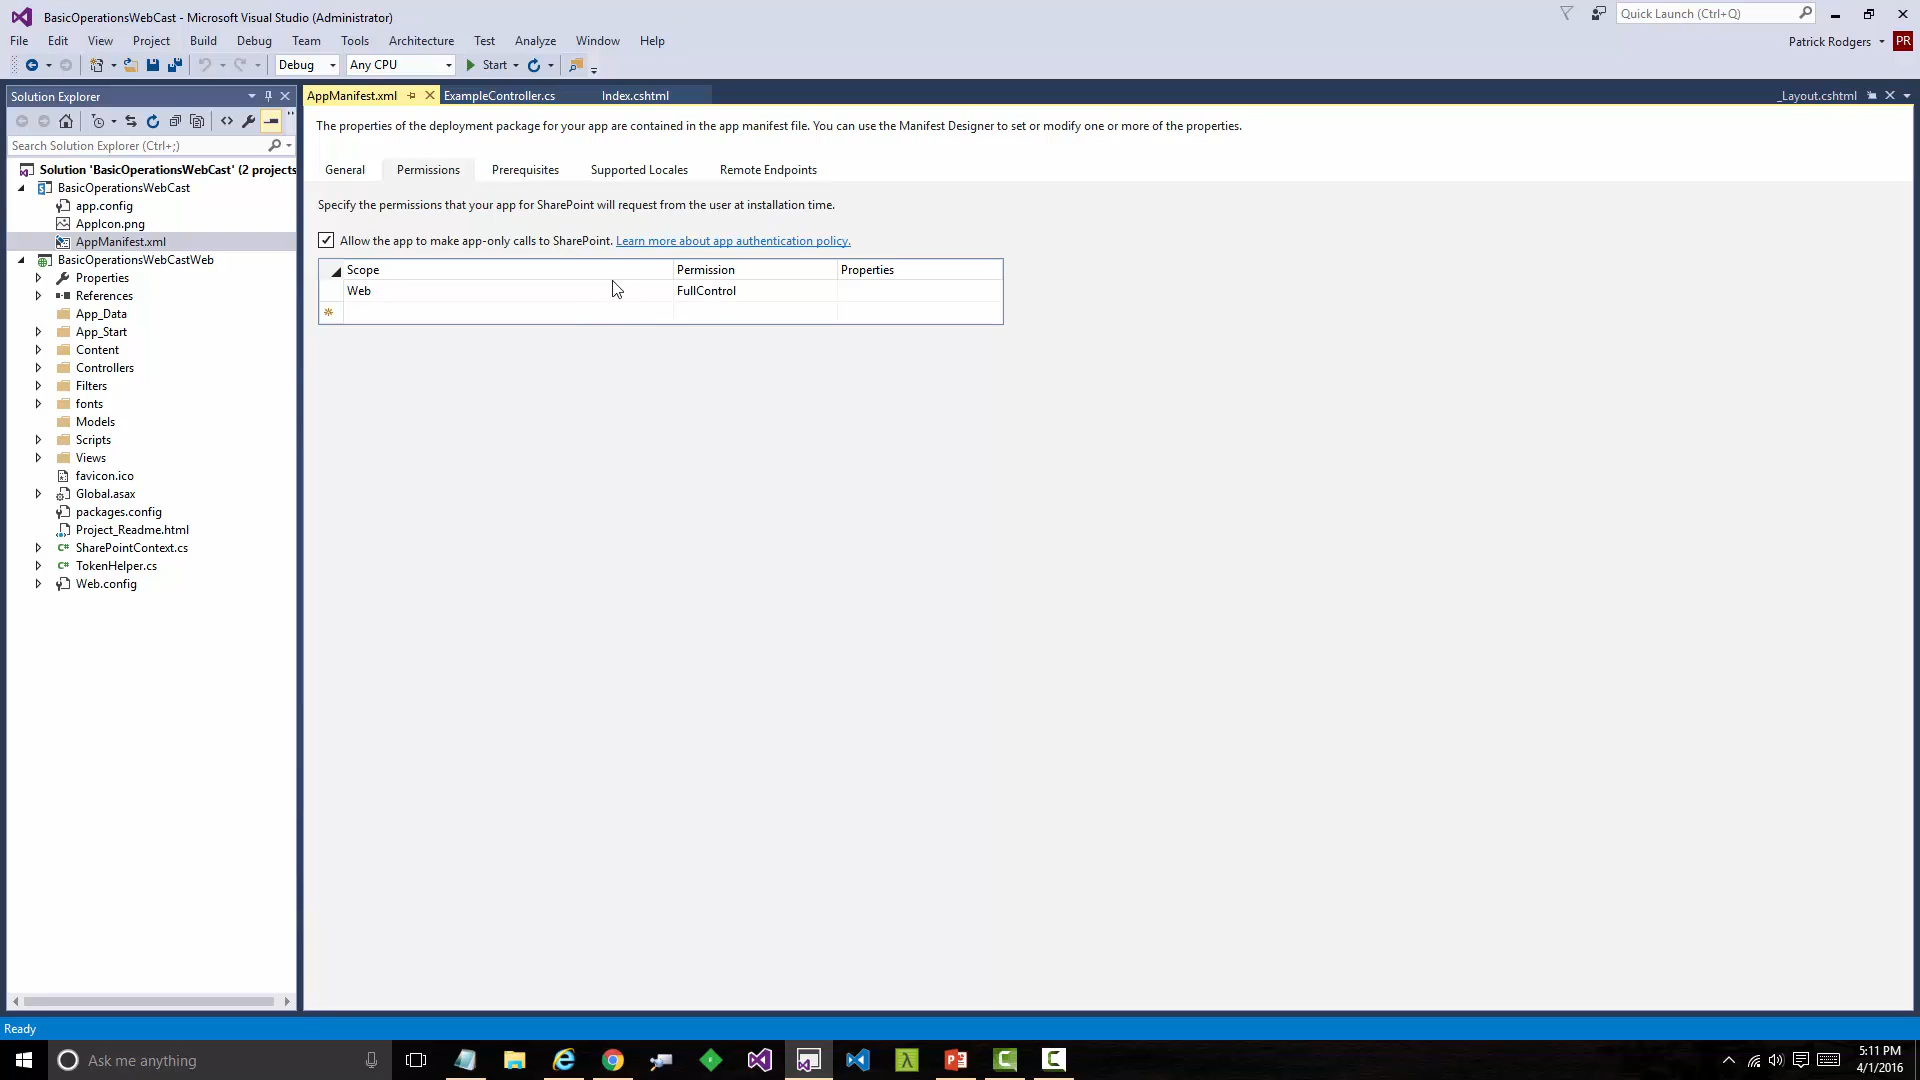 BasicOperationsWebCast - Microsoft Visual Studio (Administrator)
Quick Launch (Ctrl+Q)
File Edit View Project Build Debug Team Tools Architecture Test Analyze Window Help
Patrick Rodgers PR
Debug Any CPU Start
Solution Explorer
AppManifest.xml ExampleController.cs Index.cshtml _Layout.cshtml
The properties of the deployment package for your app are contained in the app manifest file. You can use the Manifest Designer to set or modify one or more of the properties.
Search Solution Explorer (Ctrl+;)
General Permissions Prerequisites Supported Locales Remote Endpoints
Specify the permissions that your app for SharePoint will request from the user at installation time.
Allow the app to make app-only calls to SharePoint. Learn more about app authentication policy.
Scope Permission Properties
Web FullControl
Solution 'BasicOperationsWebCast' (2 projects
BasicOperationsWebCast
app.config
AppIcon.png
AppManifest.xml
BasicOperationsWebCastWeb
Properties
References
App_Data
App_Start
Content
Controllers
Filters
fonts
Models
Scripts
Views
favicon.ico
Global.asax
packages.config
Project_Readme.html
C# SharePointContext.cs
C# TokenHelper.cs
Web.config
Ready
Ask me anything
5:11 PM
4/1/2016